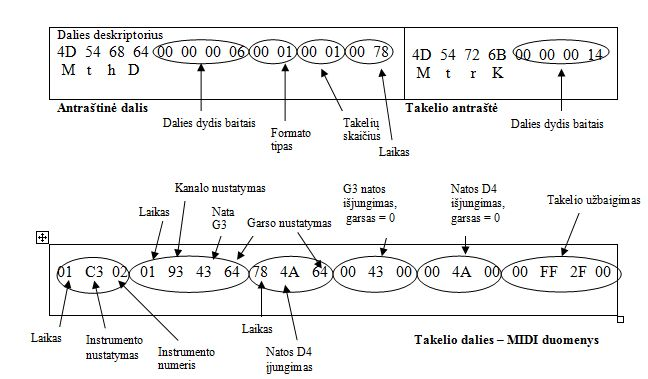 Dalies deskriptorius
4D 54 68 64 00 00 00 06 00 01 00 01 00 78
M t h D
4D 54 72 6B 00 00 00 14
M t r K
Antraštinė dalis
Takelio antraštė
Dalies dydis baitais
Formato
tipas
Takelių
skaičius
Laikas
Dalies dydis baitais
Kanalo nustatymas
Laikas
Nata
G3
Garso nustatymas
G3 natos
išjungimas,
garsas = 0
Natos D4
išjungimas,
garsas = 0
Takelio užbaigimas
01 C3 02 01 93 43 64 78 4A 64 00 43 00 00 4A 00 00 FF 2F 00
Laikas
Instrumento
nustatymas
Instrumento
numeris
Laikas
Natos D4
įjungimas
Takelio dalies – MIDI duomenys